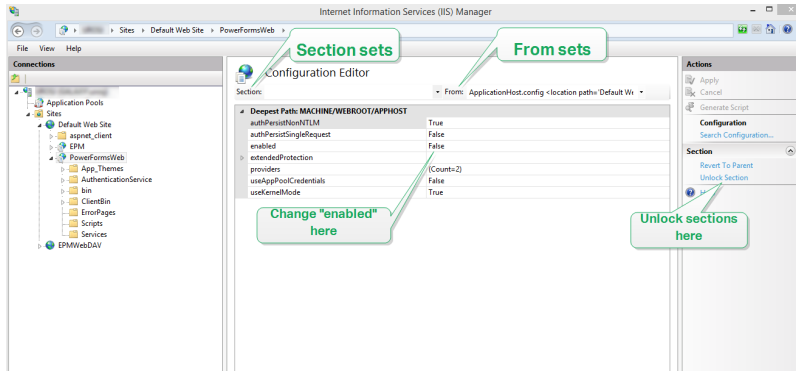 Internet Information Services (IIS) Manager
Sites
Default Web Site
PowerFormsWeb
File View Help
Connections
Application Pools
Sites
Default Web Site
aspnet_client
EPM
PowerFormsWeb
App_Themes
AuthenticationService
bin
ClientBin
ErrorPages
Scripts
Services
EPMWebDAV
Section sets
From sets
Configuration Editor
Section:
From: ApplicationHost.config <location path='Default We
Deepest Path: MACHINE/WEBROOT/APPHOST
authPersistNonNTLM True
authPersistSingleRequest False
enabled False
extendedProtection
providers (Count=2)
useAppPoolCredentials False
useKernelMode True
Change "enabled"
here
Actions
Apply
Cancel
Generate Script
Configuration
Search Configuration...
Section
Revert To Parent
Unlock Section
Unlock sections
here